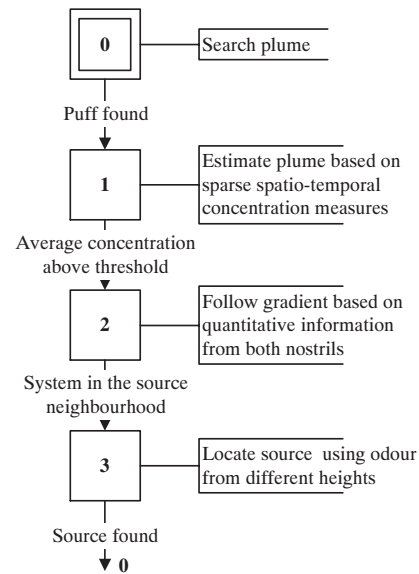 0
Search plume
Puff found
1
Estimate plume based on
sparse spatio-temporal
concentration measures
Average concentration
above threshold
2
Follow gradient based on
quantitative information
from both nostrils
System in the source
neighbourhood
3
Locate source using odour
from different heights
Source found
0